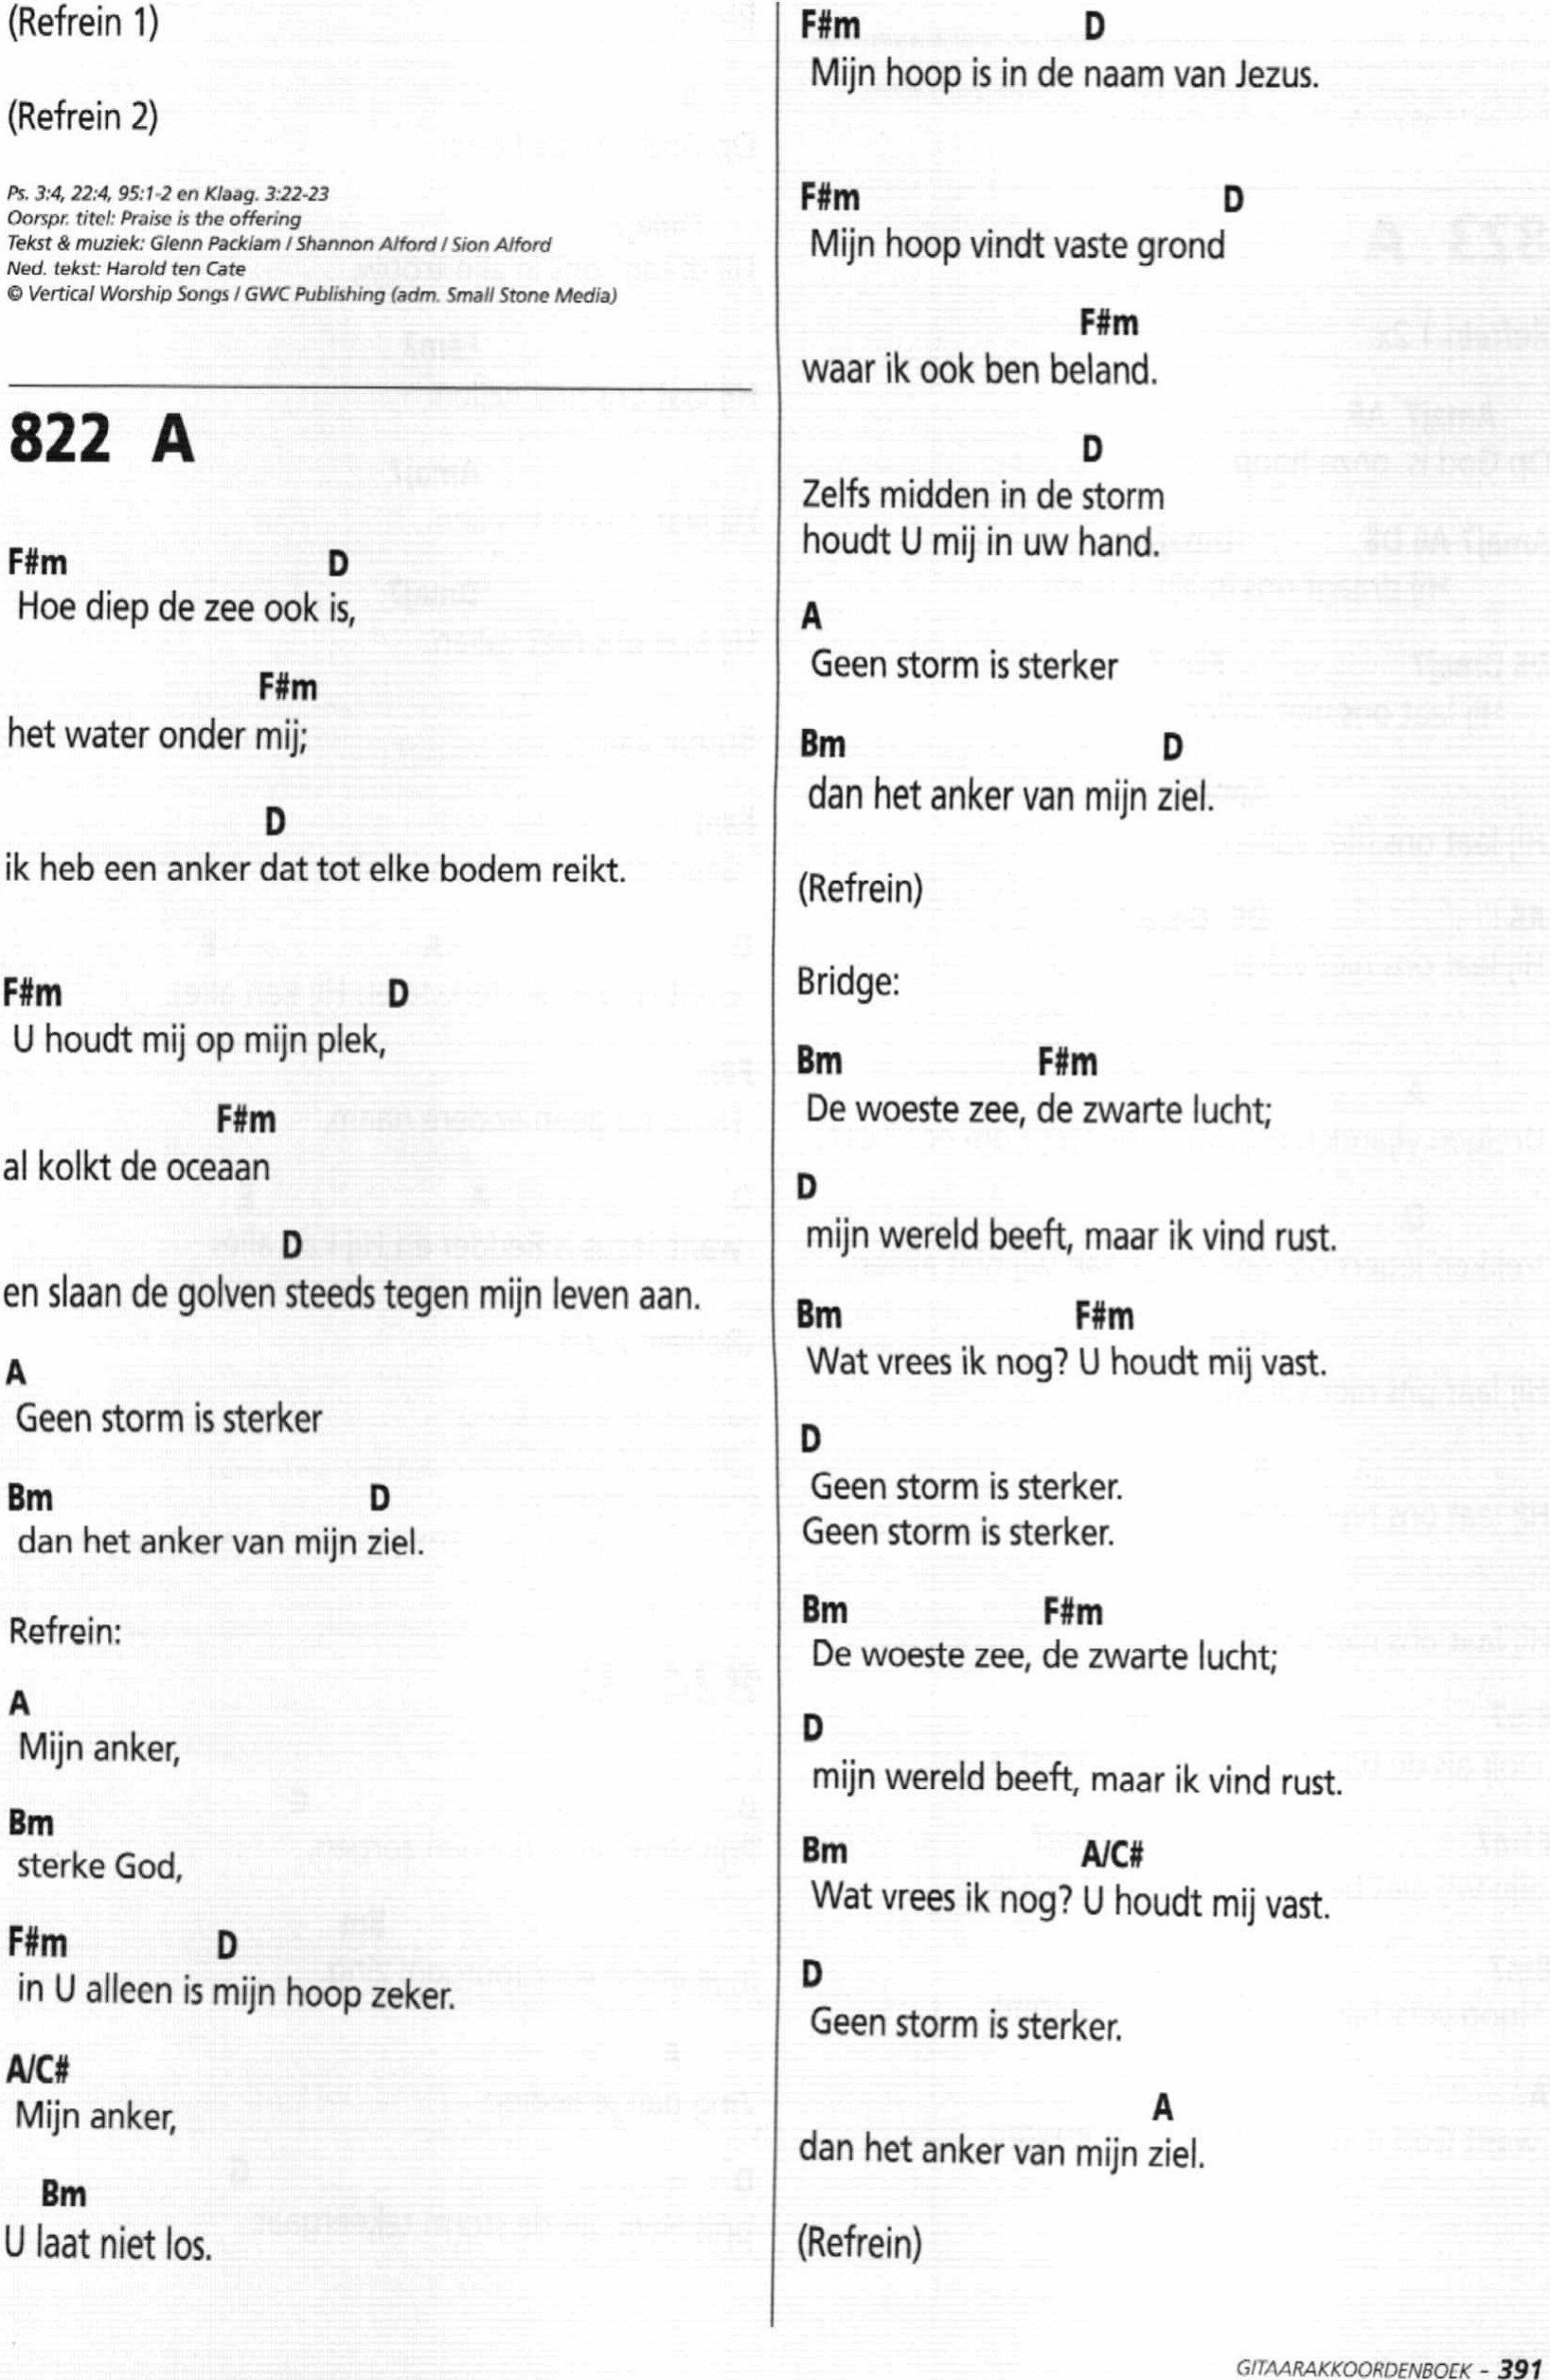 (Refrein 1)
(Refrein 2)
Ps. 3:4, 22:4, 95:1-2 en Klaag. 3:22-23
Oorspr. titel: Praise is the offering
Tekst & muziek: Glenn Packiam / Shannon Alford / Sion Alford
Ned. tekst: Harold ten Cate
© Vertical Worship Songs / GWC Publishing (adm. Small Stone Media)
822 A
F#m D
Hoe diep de zee ook is,
F#m
het water onder mij;
D
ik heb een anker dat tot elke bodem reikt.
F#m D
U houdt mij op mijn plek,
F#m
al kolkt de oceaan
D
en slaan de golven steeds tegen mijn leven aan.
A
Geen storm is sterker
Bm D
dan het anker van mijn ziel.
Refrein:
A
Mijn anker,
Bm
sterke God,
F#m D
in U alleen is mijn hoop zeker.
A/C#
Mijn anker,
Bm
U laat niet los.
F#m D
Mijn hoop is in de naam van Jezus.
F#m D
Mijn hoop vindt vaste grond
F#m
waar ik ook ben beland.
D
Zelfs midden in de storm
houdt U mij in uw hand.
A
Geen storm is sterker
Bm D
dan het anker van mijn ziel.
(Refrein)
Bridge:
Bm F#m
De woeste zee, de zwarte lucht;
D
mijn wereld beeft, maar ik vind rust.
Bm F#m
Wat vrees ik nog? U houdt mij vast.
D
Geen storm is sterker.
Geen storm is sterker.
Bm F#m
De woeste zee, de zwarte lucht;
D
mijn wereld beeft, maar ik vind rust.
Bm A/C#
Wat vrees ik nog? U houdt mij vast.
D
Geen storm is sterker.
A
dan het anker van mijn ziel.
(Refrein)
GITAARAKKOORDENBOEK - 391